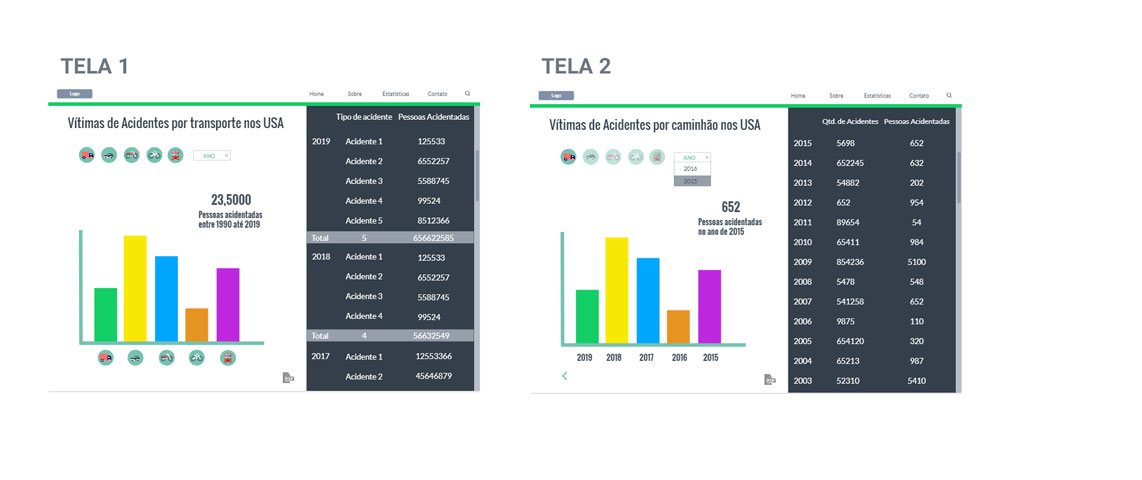 TELA 1
Logo
Home Sobre Estatísticas Contato
Vítimas de Acidentes por transporte nos USA
ANO
23,5000
Pessoas acidentadas
entre 1990 até 2019
Tipo de acidente Pessoas Acidentadas
2019 Acidente 1 125533
Acidente 2 6552257
Acidente 3 5588745
Acidente 4 99524
Acidente 5 8512366
Total 5 656622585
2018 Acidente 1 125533
Acidente 2 6552257
Acidente 3 5588745
Acidente 4 99524
Total 4 56632549
2017 Acidente 1 12553366
Acidente 2 45646879
TELA 2
Logo
Home Sobre Estatísticas Contato
Vítimas de Acidentes por caminhão nos USA
ANO
2016
2015
652
Pessoas acidentadas
no ano de 2015
2019 2018 2017 2016 2015
Qtd. de Acidentes Pessoas Acidentadas
2015 5698 652
2014 652245 632
2013 54882 202
2012 652 954
2011 89654 54
2010 65411 984
2009 854236 5100
2008 5478 548
2007 541258 652
2006 9875 110
2005 654120 320
2004 65213 987
2003 52310 5410